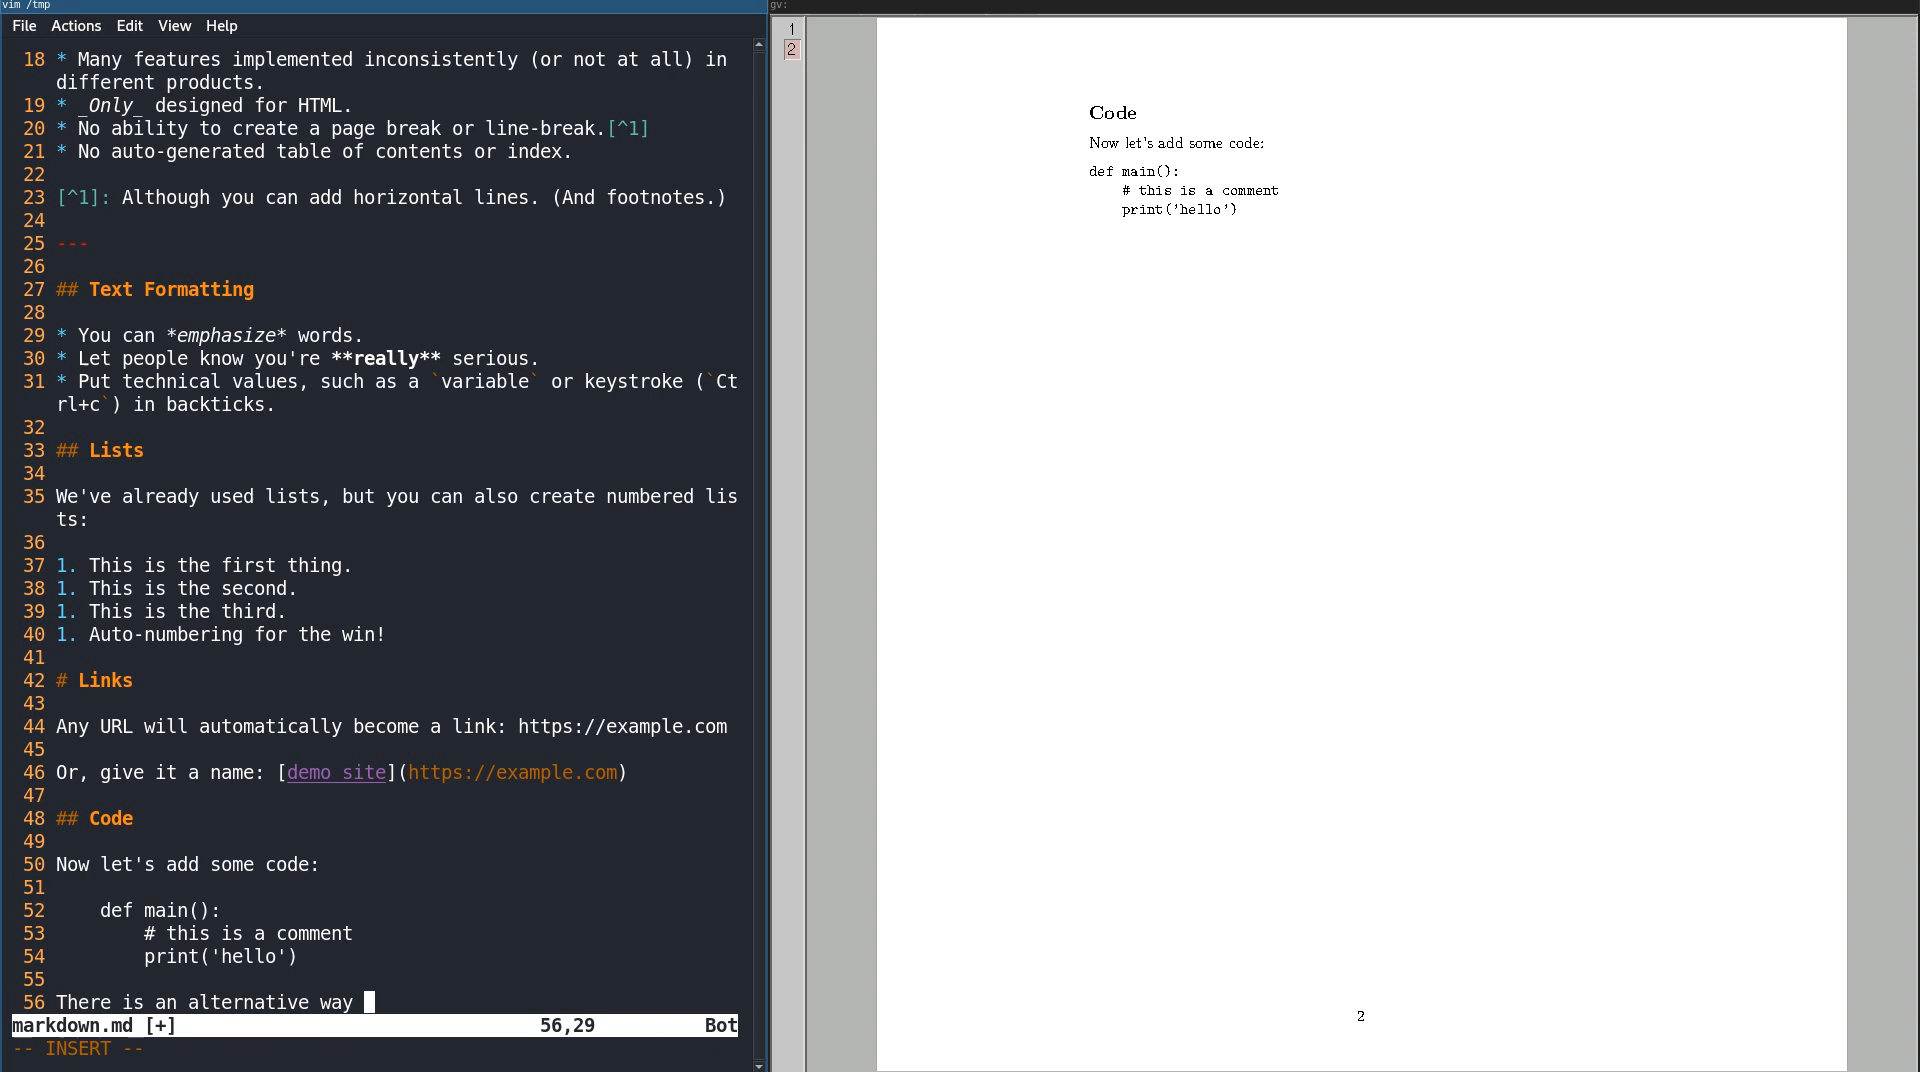 vim /tmp
File Actions Edit View Help
18 * Many features implemented inconsistently (or not at all) in
different products.
19 * _Only_ designed for HTML.
20 * No ability to create a page break or line-break.[^1]
21 * No auto-generated table of contents or index.
22
23 [^1]: Although you can add horizontal lines. (And footnotes.)
24
25 ---
26
27 ## Text Formatting
28
29 * You can *emphasize* words.
30 * Let people know you're **really** serious.
31 * Put technical values, such as a `variable` or keystroke (`Ct
rl+c`) in backticks.
32
33 ## Lists
34
35 We've already used lists, but you can also create numbered lis
ts:
36
37 1. This is the first thing.
38 1. This is the second.
39 1. This is the third.
40 1. Auto-numbering for the win!
41
42 # Links
43
44 Any URL will automatically become a link: https://example.com
45
46 Or, give it a name: [demo site](https://example.com)
47
48 ## Code
49
50 Now let's add some code:
51
52     def main():
53         # this is a comment
54         print('hello')
55
56 There is an alternative way
markdown.md [+] 56,29 Bot
-- INSERT --
gv:
1
2
Code
Now let's add some code:
def main():
    # this is a comment
    print('hello')
2